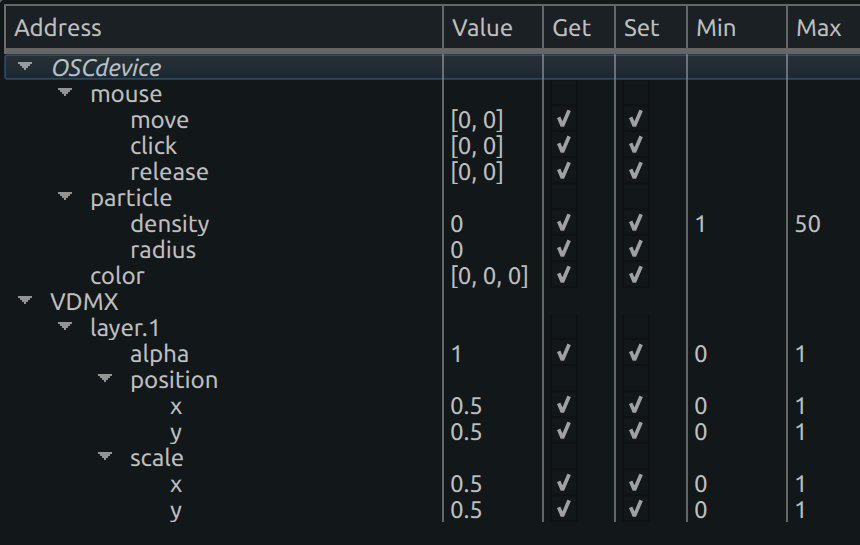 Address Value Get Set Min Max
OSCdevice
mouse
move [0, 0] ✓ ✓
click [0, 0] ✓ ✓
release [0, 0] ✓ ✓
particle
density 0 ✓ ✓ 1 50
radius 0 ✓ ✓
color [0, 0, 0] ✓ ✓
VDMX
layer.1
alpha 1 ✓ ✓ 0 1
position
x 0.5 ✓ ✓ 0 1
y 0.5 ✓ ✓ 0 1
scale
x 0.5 ✓ ✓ 0 1
y 0.5 ✓ ✓ 0 1